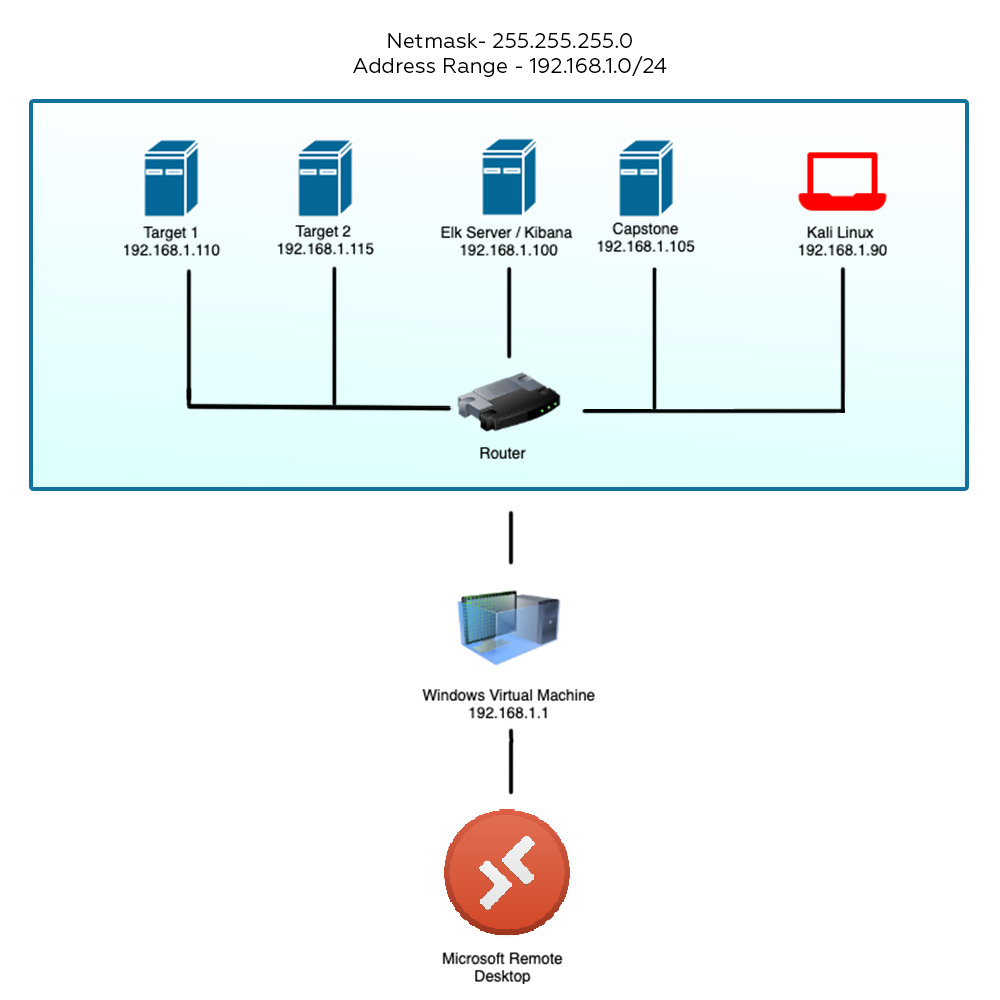 Netmask- 255.255.255.0
Address Range - 192.168.1.0/24
Target 1
192.168.1.110
Target 2
192.168.1.115
Elk Server / Kibana
192.168.1.100
Capstone
192.168.1.105
Kali Linux
192.168.1.90
Router
Windows Virtual Machine
192.168.1.1
Microsoft Remote
Desktop